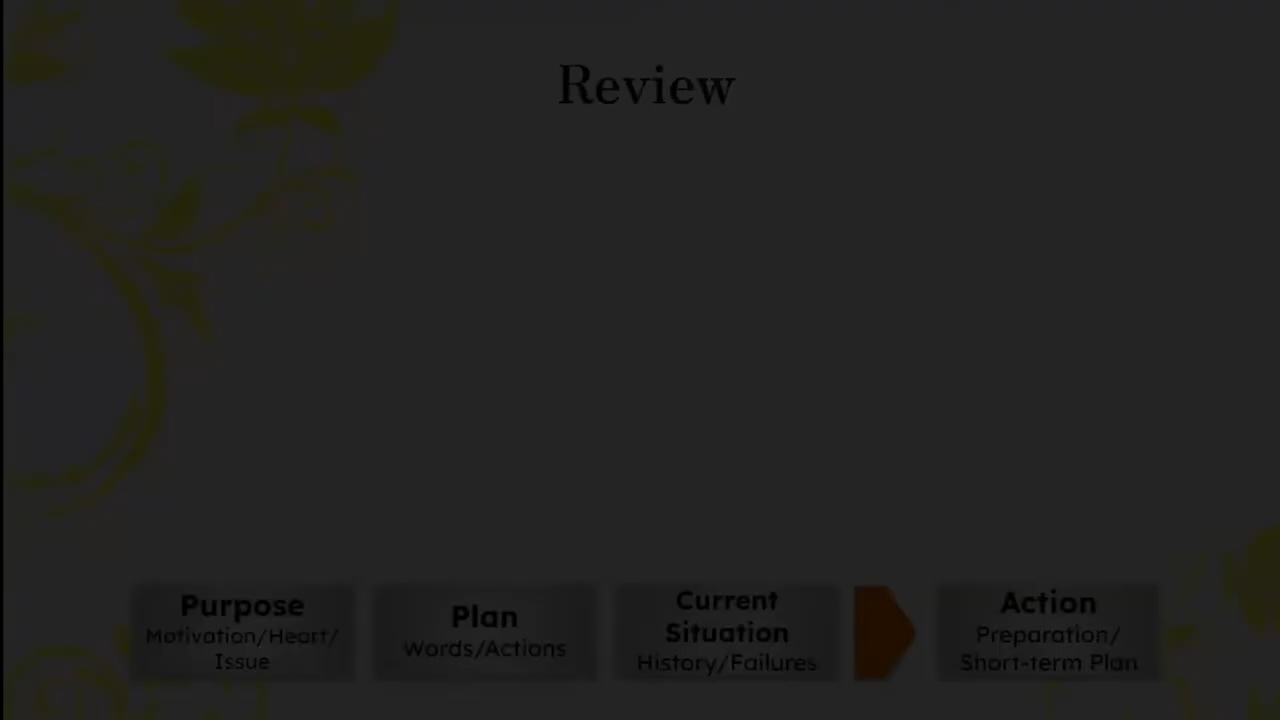 Review
Purpose
Motivation/Heart/
Issue
Plan
Words/Actions
Current
Situation
History/Failures
Action
Preparation/
Short-term Plan